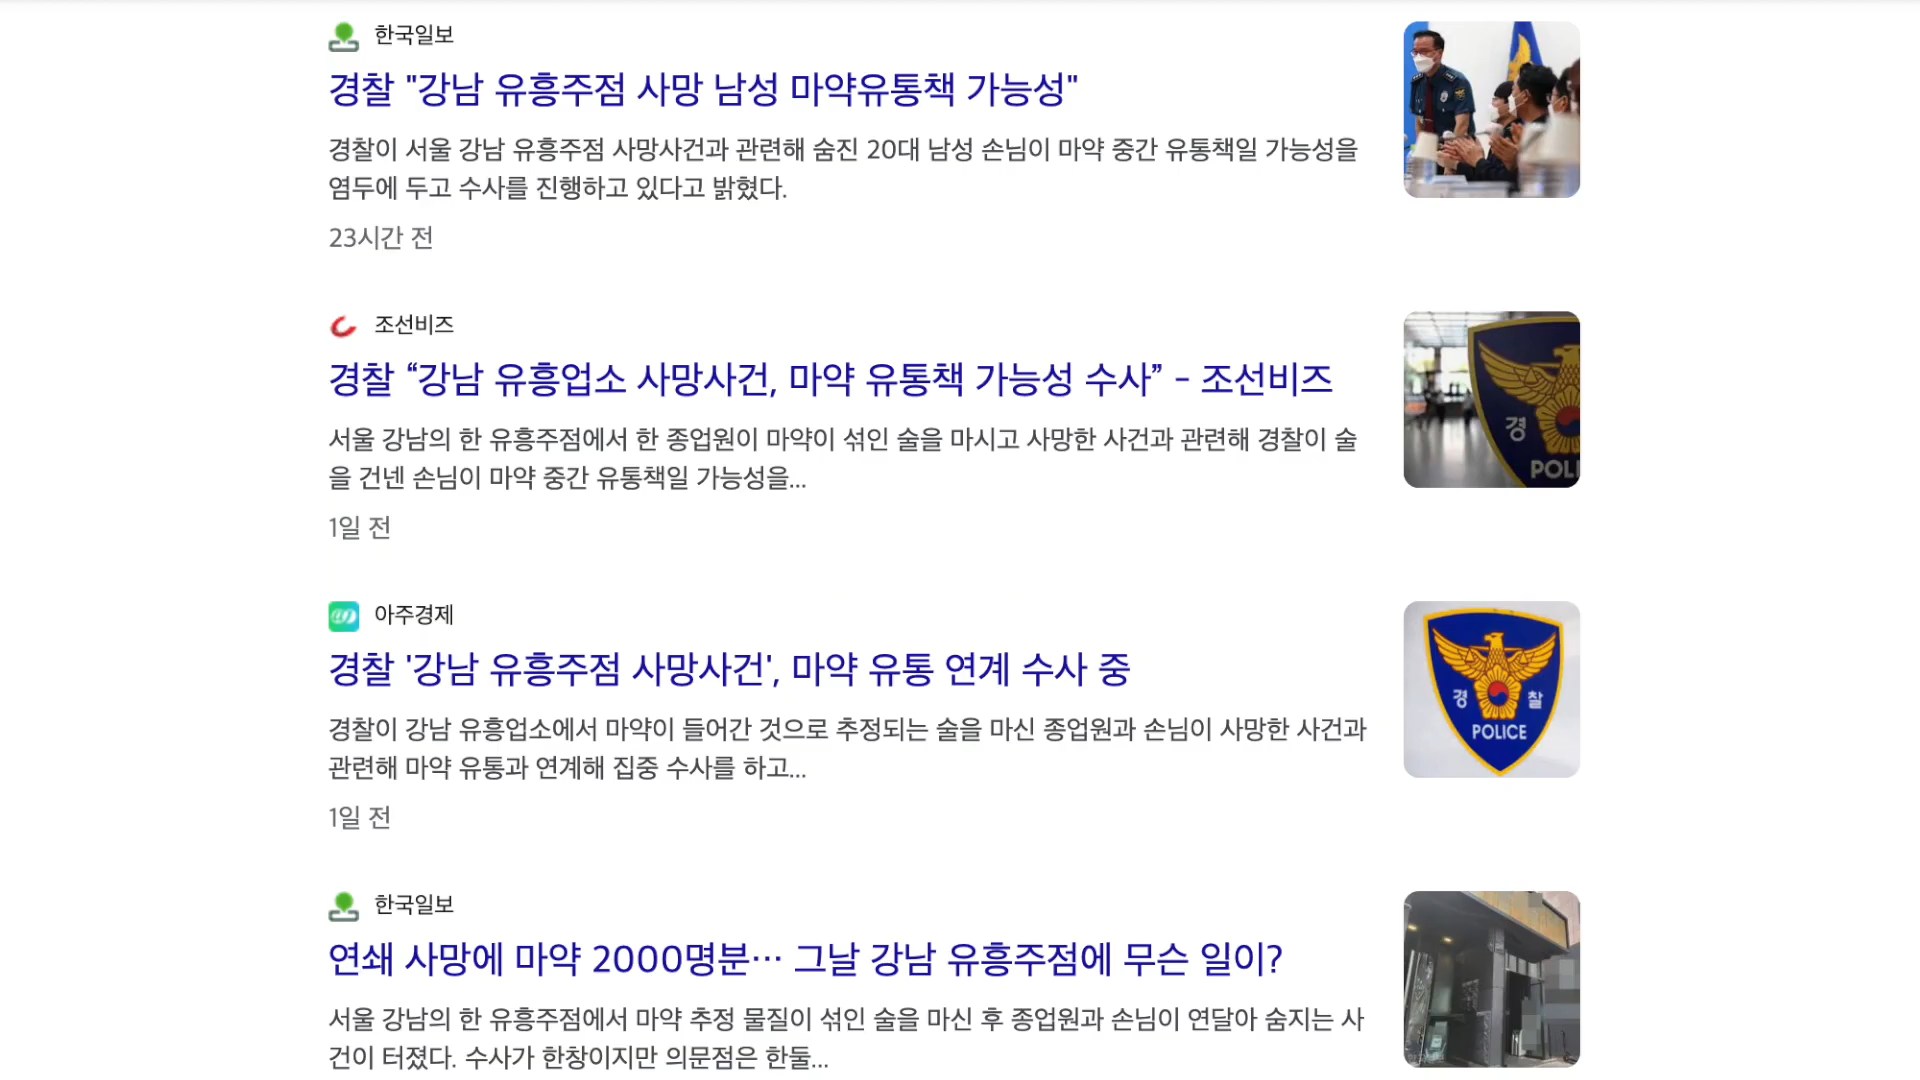 한국일보
경찰 "강남 유흥주점 사망 남성 마약유통책 가능성"
경찰이 서울 강남 유흥주점 사망사건과 관련해 숨진 20대 남성 손님이 마약 중간 유통책일 가능성을
염두에 두고 수사를 진행하고 있다고 밝혔다.
23시간 전
조선비즈
경찰 “강남 유흥업소 사망사건, 마약 유통책 가능성 수사” - 조선비즈
서울 강남의 한 유흥주점에서 한 종업원이 마약이 섞인 술을 마시고 사망한 사건과 관련해 경찰이 술
을 건넨 손님이 마약 중간 유통책일 가능성을...
1일 전
경
POLI
아주경제
경찰 '강남 유흥주점 사망사건', 마약 유통 연계 수사 중
경찰이 강남 유흥업소에서 마약이 들어간 것으로 추정되는 술을 마신 종업원과 손님이 사망한 사건과
관련해 마약 유통과 연계해 집중 수사를 하고...
1일 전
경 찰
POLICE
한국일보
연쇄 사망에 마약 2000명분… 그날 강남 유흥주점에 무슨 일이?
서울 강남의 한 유흥주점에서 마약 추정 물질이 섞인 술을 마신 후 종업원과 손님이 연달아 숨지는 사
건이 터졌다. 수사가 한창이지만 의문점은 한둘...